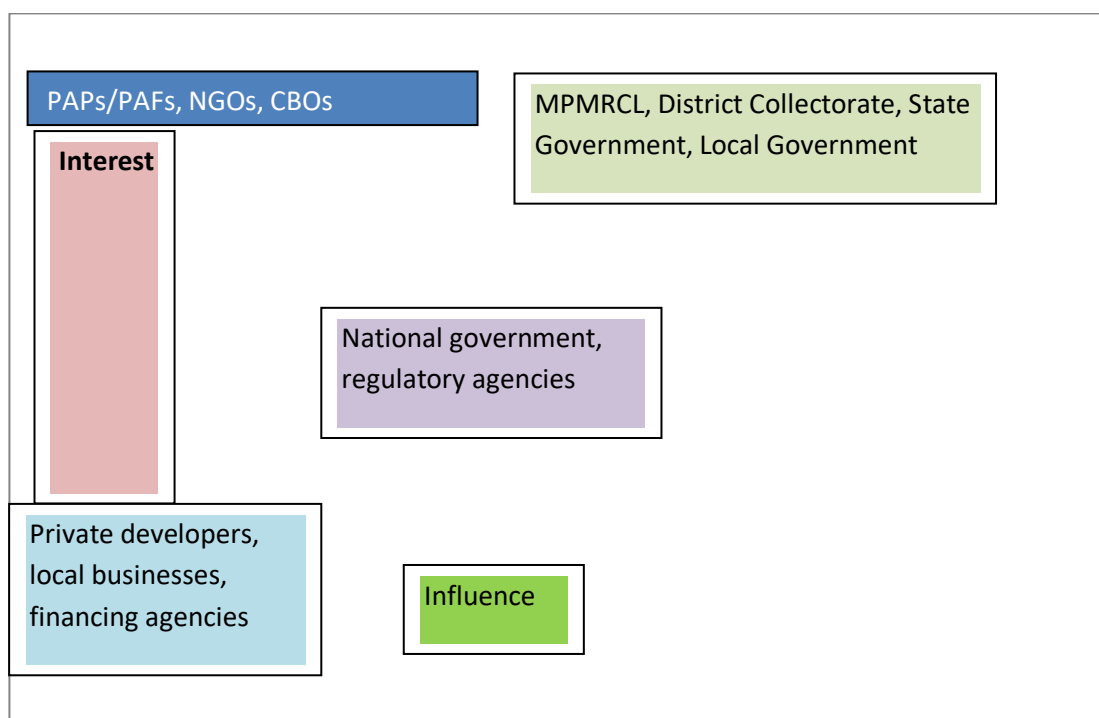 PAPs/PAFs, NGOs, CBOs
MPMRCL, District Collectorate, State
Government, Local Government
Interest
National government,
regulatory agencies
Private developers,
local businesses,
financing agencies
Influence